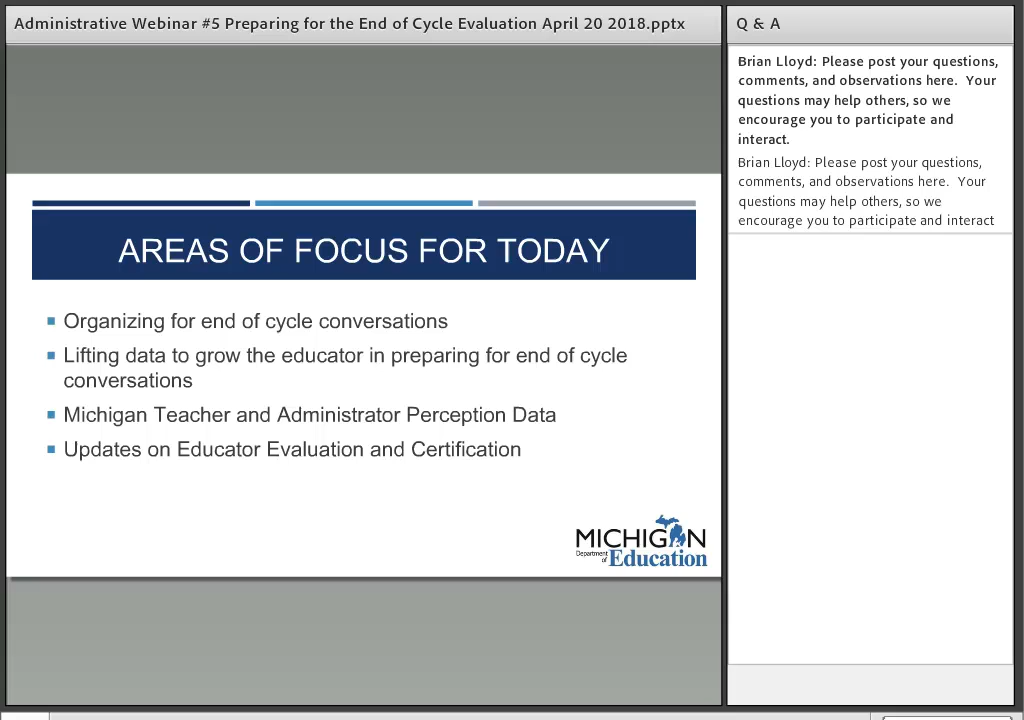 Administrative Webinar #5 Preparing for the End of Cycle Evaluation April 20 2018.pptx
AREAS OF FOCUS FOR TODAY
Organizing for end of cycle conversations
Lifting data to grow the educator in preparing for end of cycle
conversations
Michigan Teacher and Administrator Perception Data
Updates on Educator Evaluation and Certification
MICHIGAN
Department
of Education
Q & A
Brian Lloyd: Please post your questions,
comments, and observations here.  Your
questions may help others, so we
encourage you to participate and
interact.
Brian Lloyd: Please post your questions,
comments, and observations here.  Your
questions may help others, so we
encourage you to participate and interact